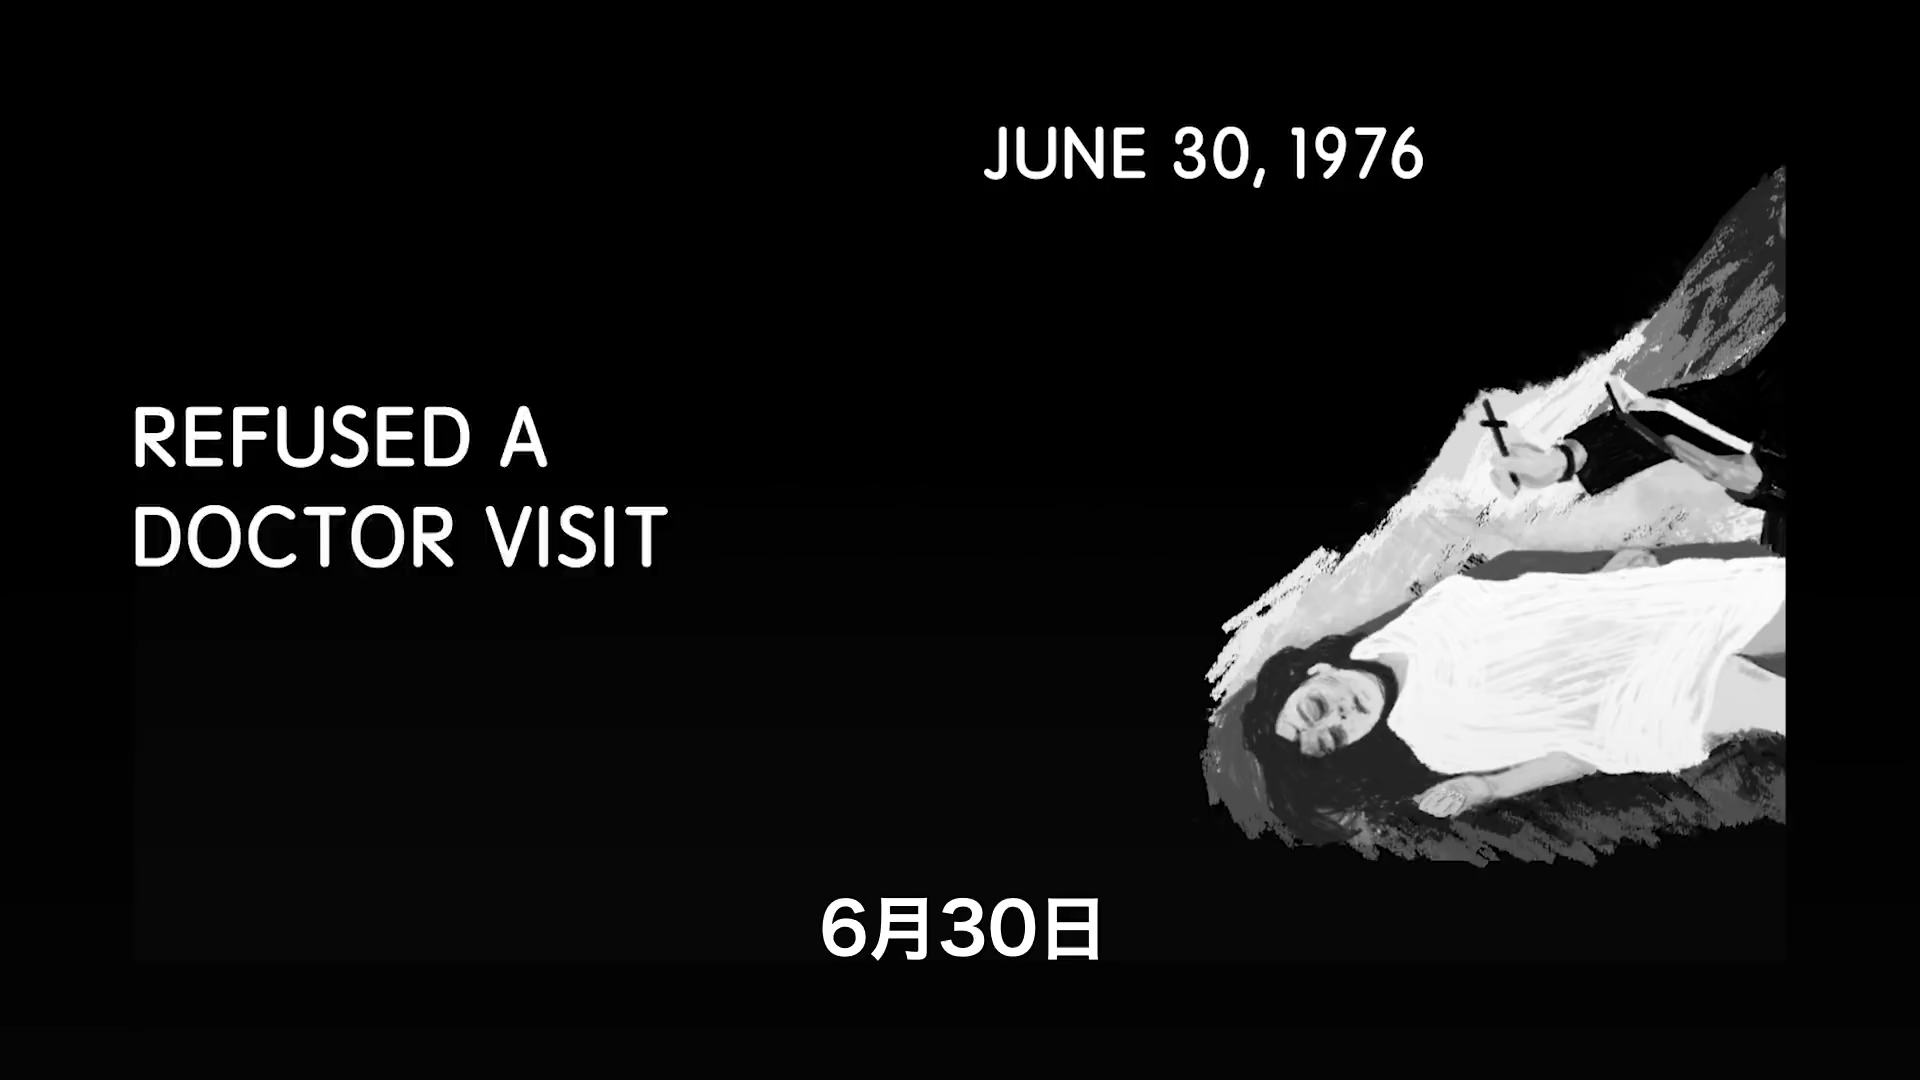 JUNE 30, 1976
REFUSED A
DOCTOR VISIT
6月30日